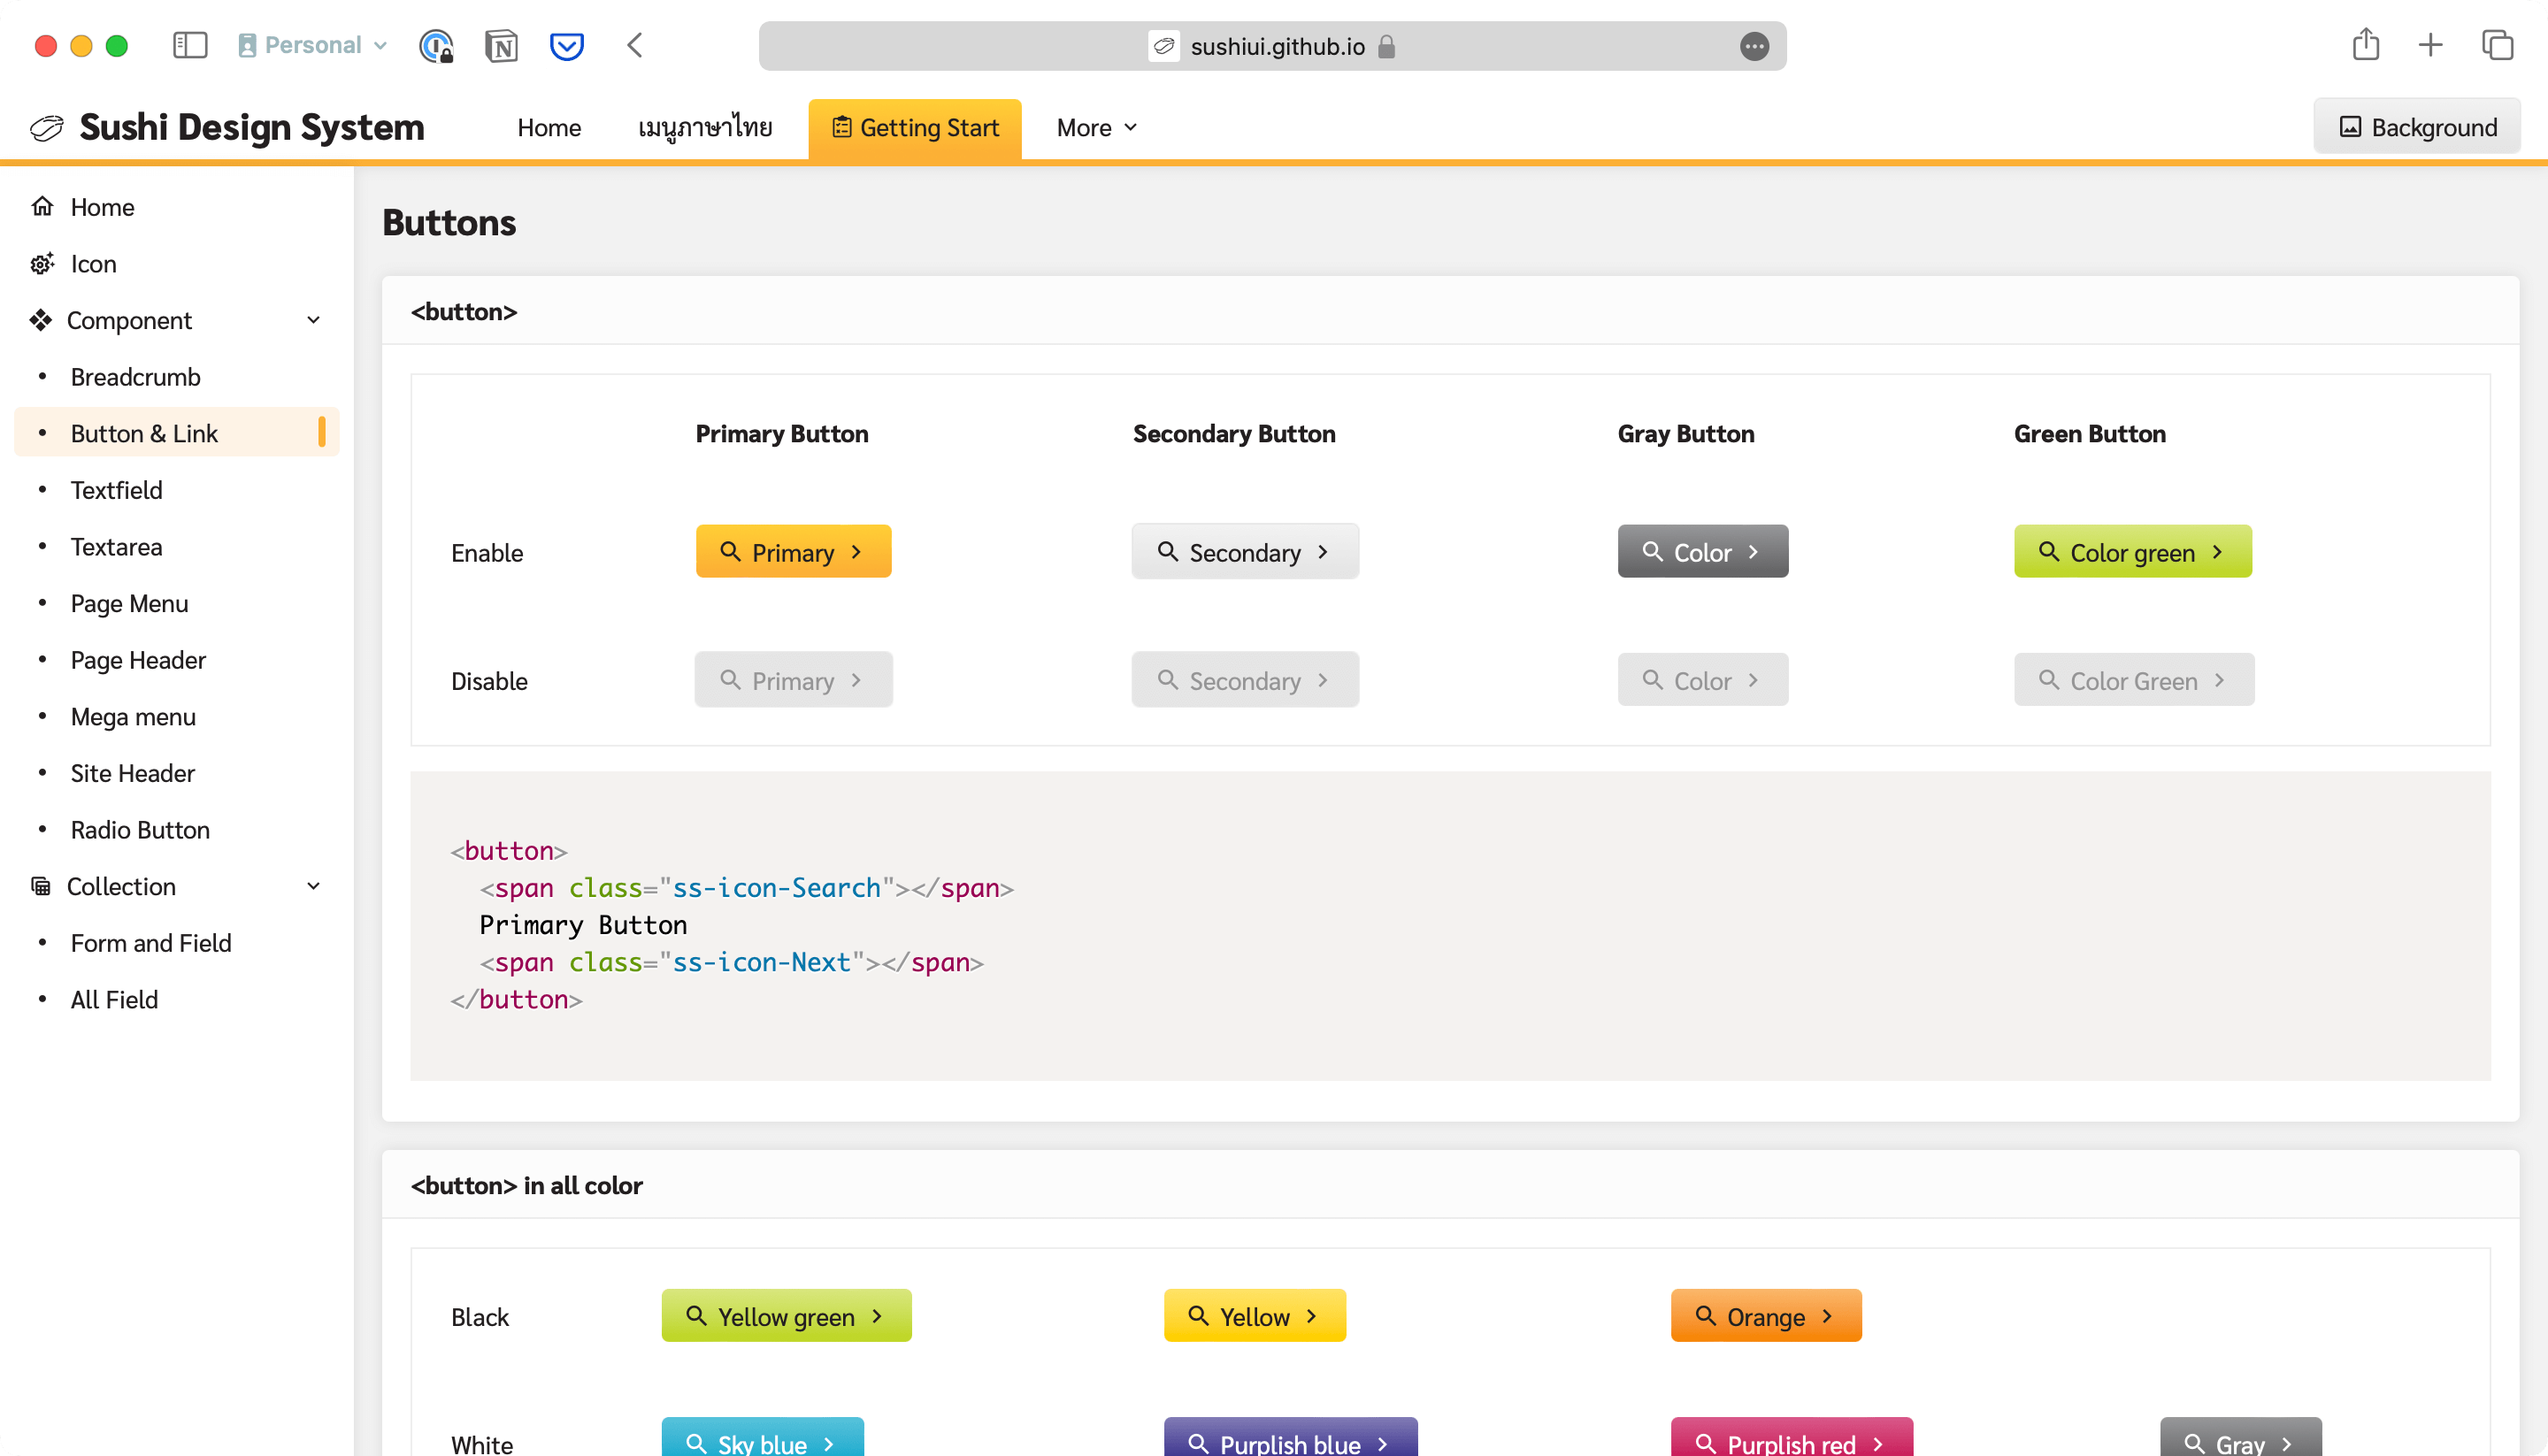 Personal
sushiui.github.io
Sushi Design System
Home
เมนูภาษาไทย
Getting Start
More
Background
Home
Icon
Component
Breadcrumb
Button & Link
Textfield
Textarea
Page Menu
Page Header
Mega menu
Site Header
Radio Button
Collection
Form and Field
All Field
Buttons
<button>
Primary Button Secondary Button Gray Button Green Button
Enable Primary Secondary Color Color green
Disable Primary Secondary Color Color Green
<button>
<span class="ss-icon-Search"></span>
Primary Button
<span class="ss-icon-Next"></span>
</button>
<button> in all color
Black Yellow green Yellow Orange
White Sky blue Purplish blue Purplish red Gray